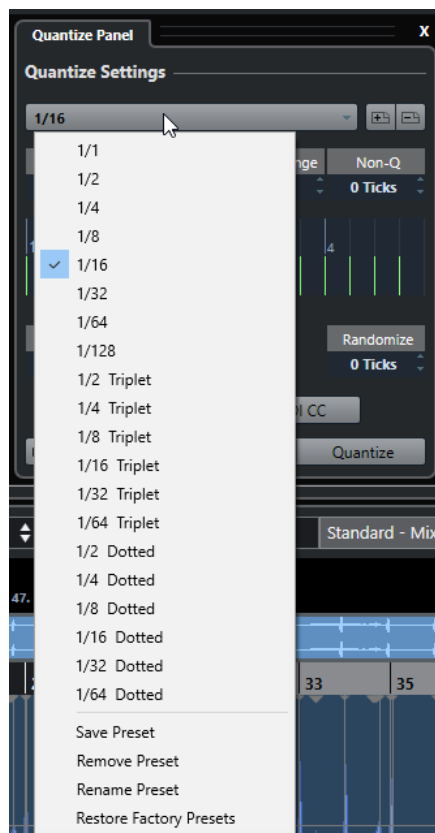 Quantize Panel
X
Quantize Settings
1/16
1/1
1/2
1/4
1/8
1/16
1/32
1/64
1/128
1/2 Triplet
1/4 Triplet
1/8 Triplet
1/16 Triplet
1/32 Triplet
1/64 Triplet
1/2 Dotted
1/4 Dotted
1/8 Dotted
1/16 Dotted
1/32 Dotted
1/64 Dotted
Save Preset
Remove Preset
Rename Preset
Restore Factory Presets
Non-Q
0 Ticks
4
Randomize
0 Ticks
CC
Quantize
Standard - Mix
47.
33
35